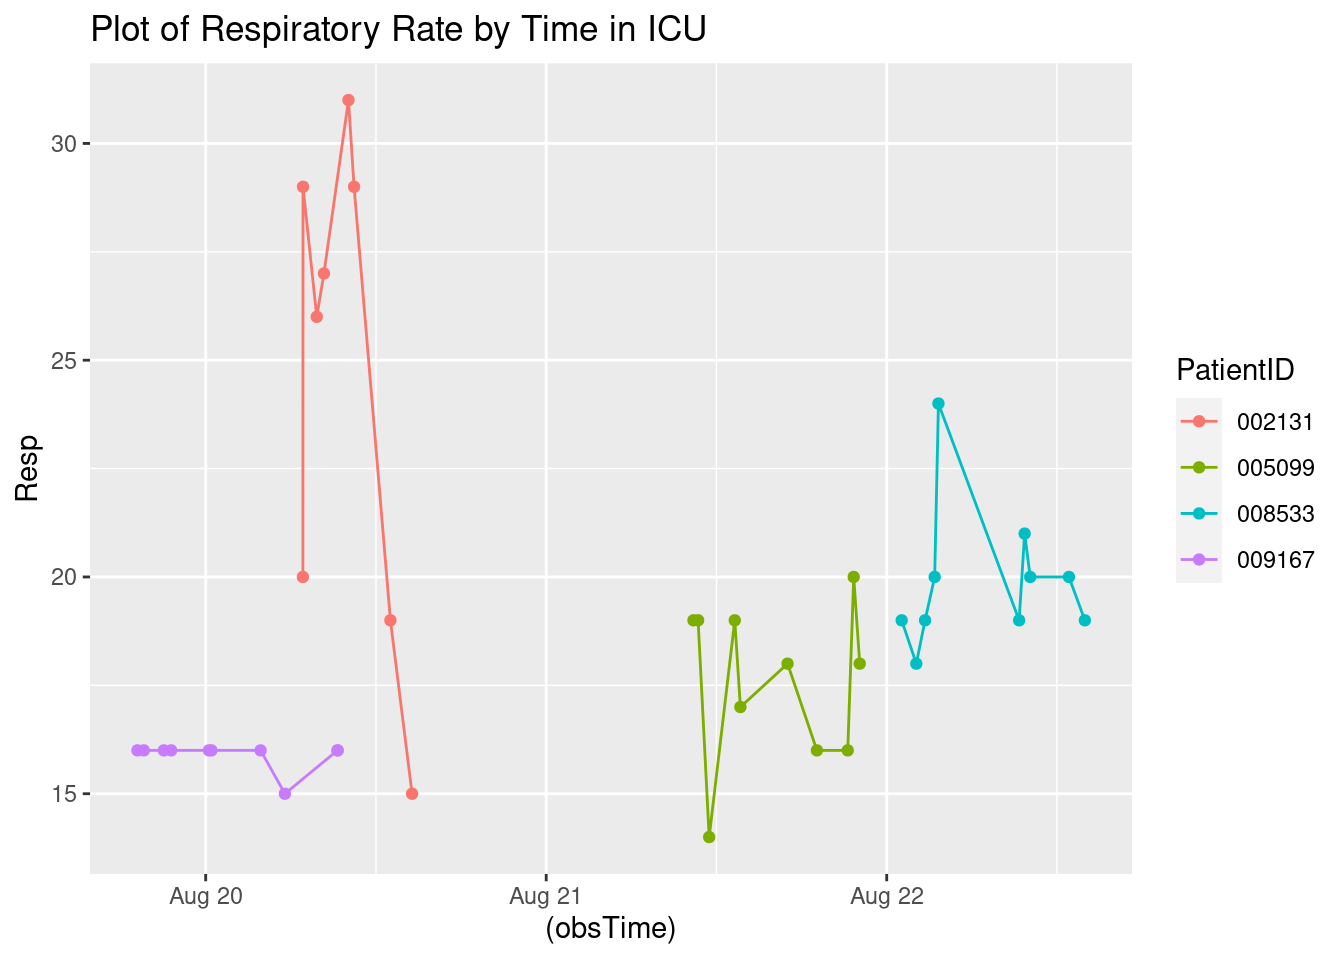 Plot of Respiratory Rate by Time in ICU
30
25
20
15
Resp
Aug 20
Aug 21
Aug 22
(obsTime)
PatientID
002131
005099
008533
009167